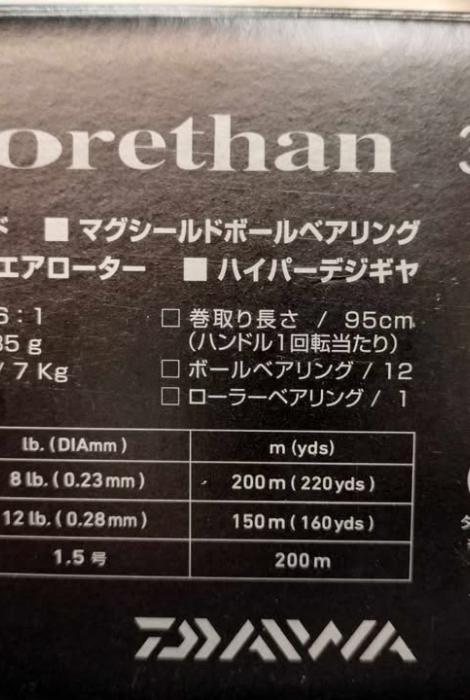 orethan 3
ド ■ マグシールドボールベアリング
エアローター ■ ハイパーデジギヤ
6：1 □ 巻取り長さ / 95cm
35 g (ハンドル1回転当たり)
/ 7 Kg □ ボールベアリング / 12
□ ローラーベアリング / 1
lb. (DIAmm) m (yds)
8 lb. (0.23mm) 200m (220yds)
12 lb. (0.28mm) 150m (160yds)
1.5 号 200m
DAIWA